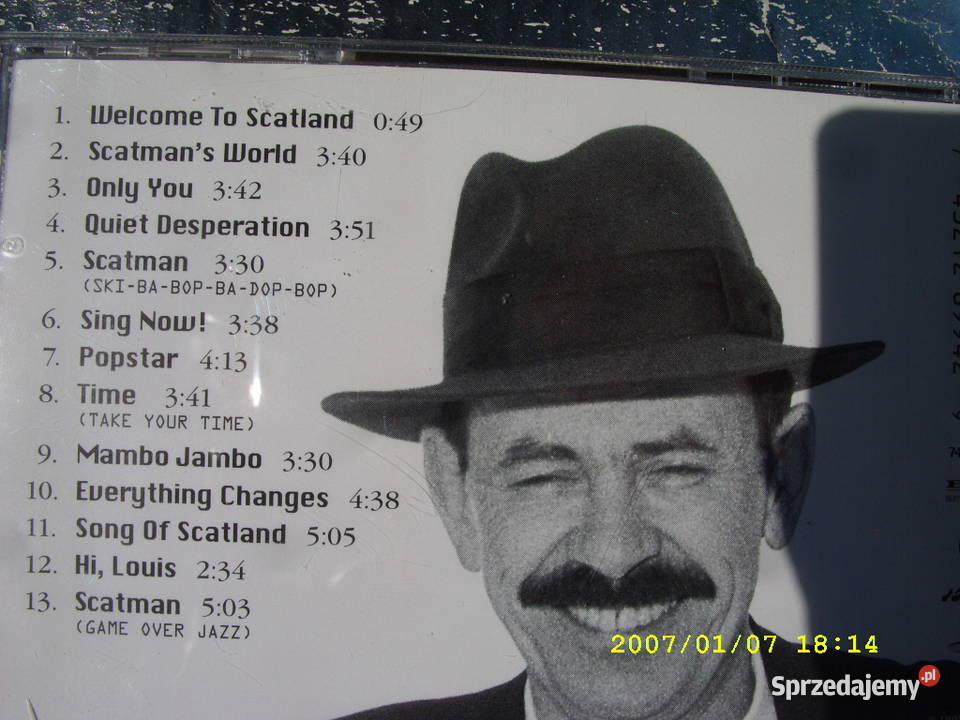 1. Welcome To Scatland 0:49
2. Scatman's World 3:40
3. Only You 3:42
4. Quiet Desperation 3:51
5. Scatman 3:30
(SKI-BA-BOP-BA-DOP-BOP)
6. Sing Now! 3:38
7. Popstar 4:13
8. Time 3:41
(TAKE YOUR TIME)
9. Mambo Jambo 3:30
10. Everything Changes 4:38
11. Song Of Scatland 5:05
12. Hi, Louis 2:34
13. Scatman 5:03
(GAME OVER JAZZ)
2007/01/07 18:14
Sprzedajemy.pl